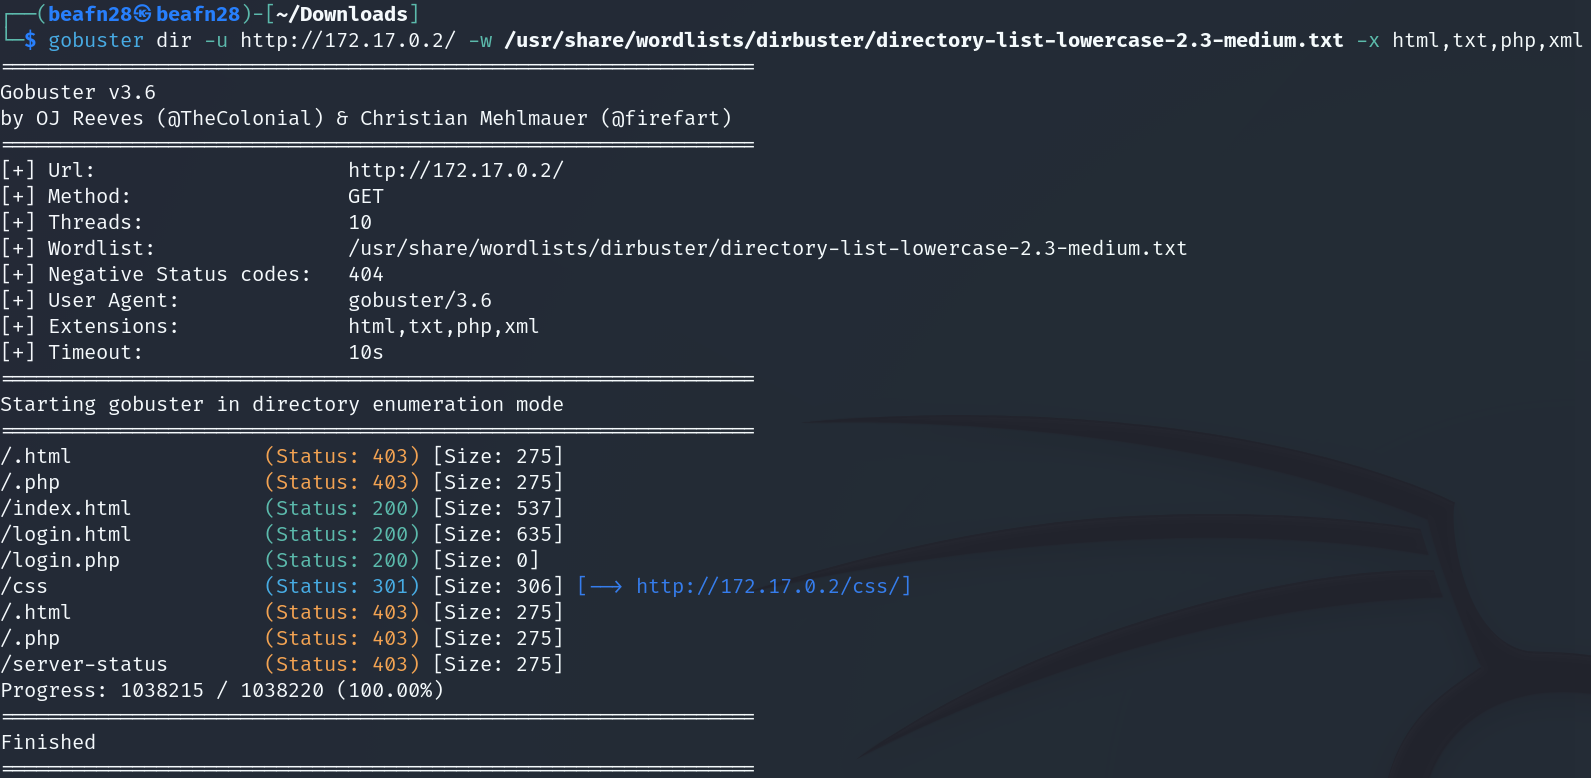 ┌──(beafn28㉿beafn28)-[~/Downloads]
└─$ gobuster dir -u http://172.17.0.2/ -w /usr/share/wordlists/dirbuster/directory-list-lowercase-2.3-medium.txt -x html,txt,php,xml
===============================================================
Gobuster v3.6
by OJ Reeves (@TheColonial) & Christian Mehlmauer (@firefart)
===============================================================
[+] Url:                     http://172.17.0.2/
[+] Method:                  GET
[+] Threads:                 10
[+] Wordlist:                /usr/share/wordlists/dirbuster/directory-list-lowercase-2.3-medium.txt
[+] Negative Status codes:   404
[+] User Agent:              gobuster/3.6
[+] Extensions:              html,txt,php,xml
[+] Timeout:                 10s
===============================================================
Starting gobuster in directory enumeration mode
===============================================================
/.html                (Status: 403) [Size: 275]
/.php                 (Status: 403) [Size: 275]
/index.html           (Status: 200) [Size: 537]
/login.html           (Status: 200) [Size: 635]
/login.php            (Status: 200) [Size: 0]
/css                  (Status: 301) [Size: 306] [--> http://172.17.0.2/css/]
/.html                (Status: 403) [Size: 275]
/.php                 (Status: 403) [Size: 275]
/server-status        (Status: 403) [Size: 275]
Progress: 1038215 / 1038220 (100.00%)
===============================================================
Finished
===============================================================